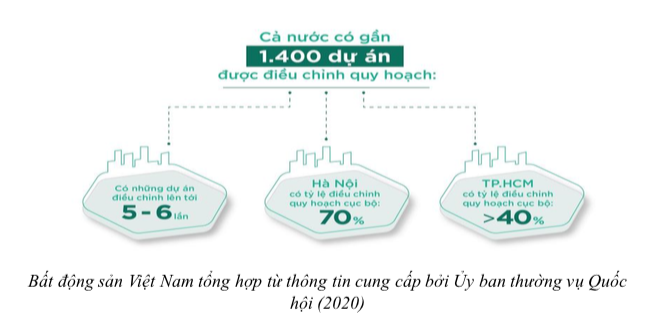 Cả nước có gần
1.400 dự án
được điều chỉnh quy hoạch:
Có những dự án
điều chỉnh lên tới
5 - 6 lần
Hà Nội
có tỷ lệ điều chỉnh
quy hoạch cục bộ:
70%
TP.HCM
có tỷ lệ điều chỉnh
quy hoạch cục bộ:
>40%
Bất động sản Việt Nam tổng hợp từ thông tin cung cấp bởi Ủy ban thường vụ Quốc
hội (2020)